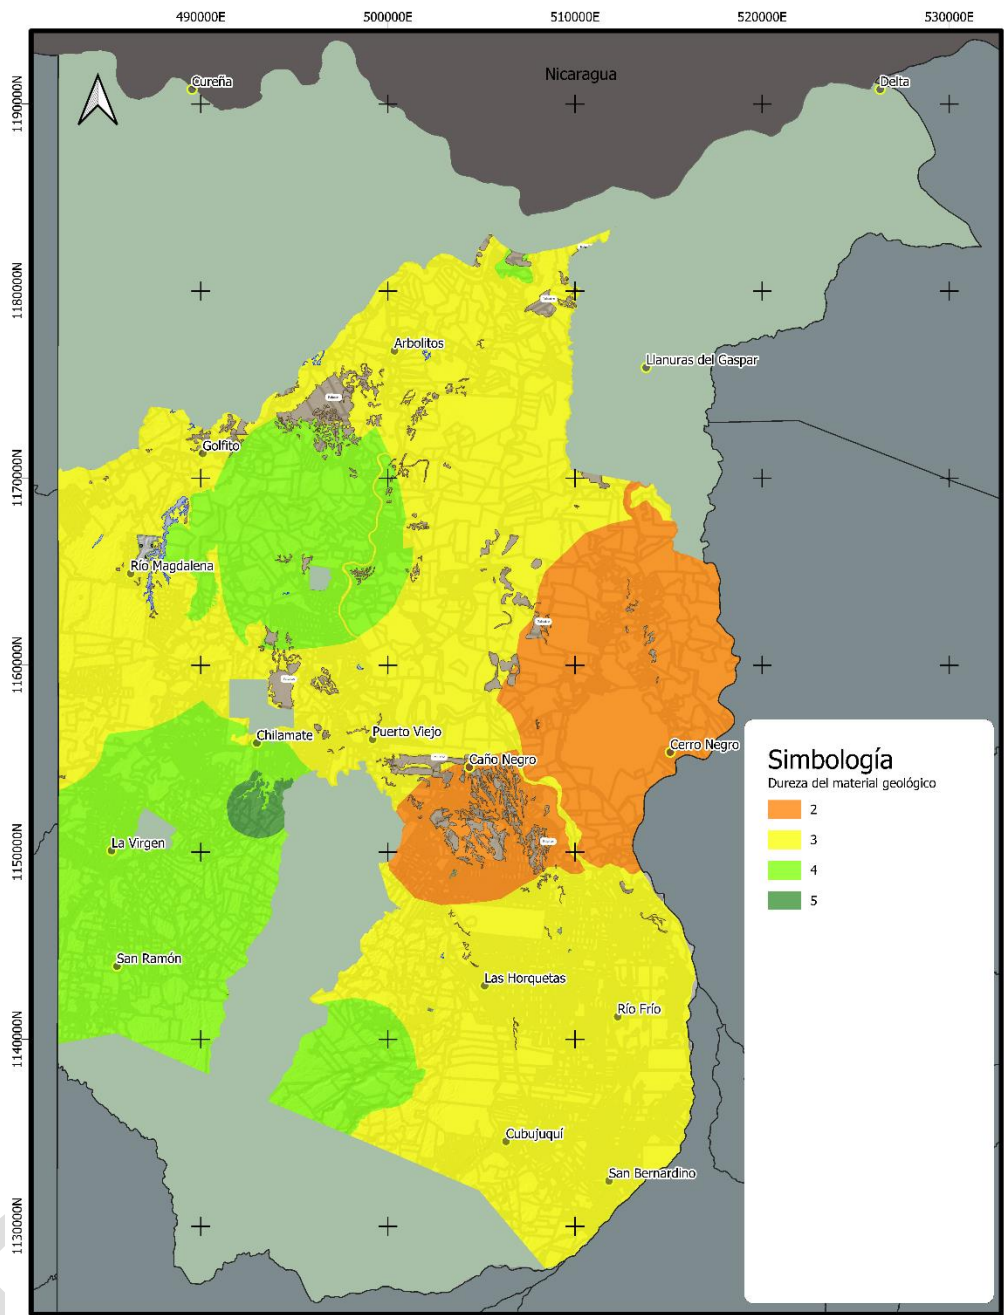 490000E
500000E
510000E
520000E
530000E
Nicaragua
Cureña
Delta
1190000N
1180000N
Arbolitos
Llanuras del Gaspar
Golfito
1170000N
Río Magdalena
1160000N
Chilamate
Puerto Viejo
Caño Negro
Cerro Negro
La Virgen
1150000N
San Ramón
Las Horquetas
Río Frío
1140000N
Cubujuquí
San Bernardino
1130000N
Simbología
Dureza del material geológico
2
3
4
5